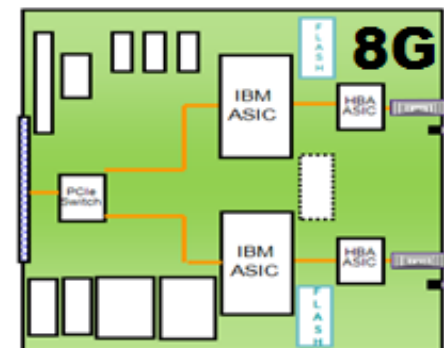 FLASH
8G
IBM
ASIC
HBA
ASIC
PCIe
Switch
IBM
ASIC
HBA
ASIC
FLASH